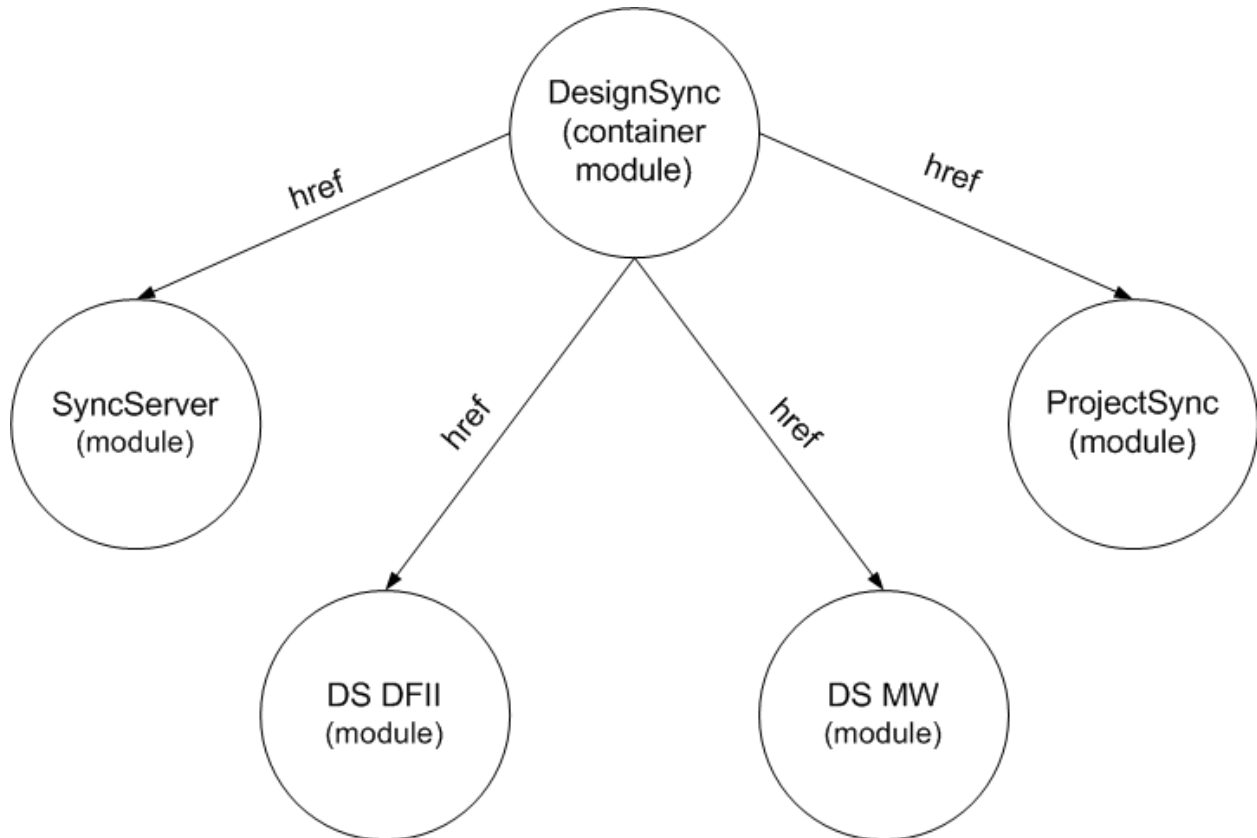 DesignSync
(container
module)
href
href
SyncServer
(module)
href
href
ProjectSync
(module)
DS DFII
(module)
DS MW
(module)